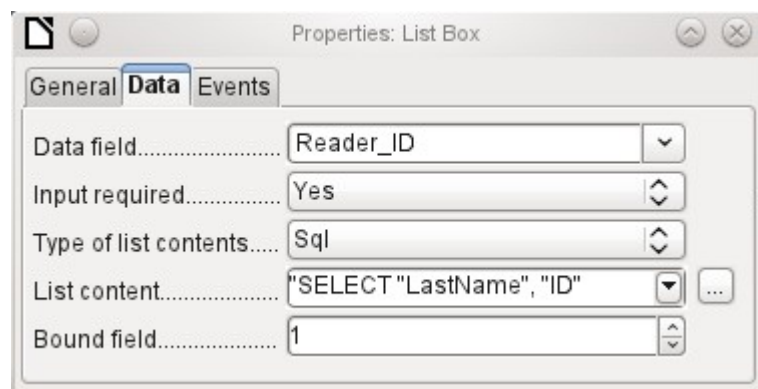 Properties: List Box
General Data Events
Data field........................ Reader_ID
Input required................ Yes
Type of list contents..... Sql
List content.................... "SELECT "LastName", "ID" ...
Bound field.................... 1